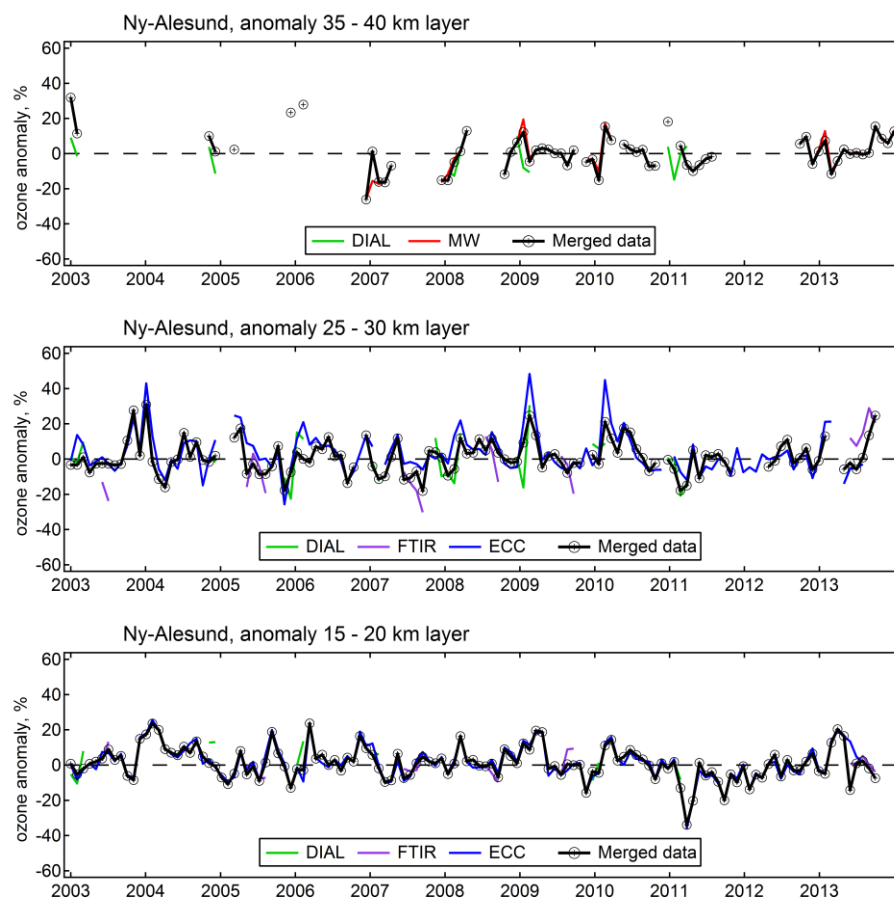 Ny-Alesund, anomaly 35 - 40 km layer
ozone anomaly, %
60
40
20
0
-20
-40
-60
DIAL MW Merged data
2003 2004 2005 2006 2007 2008 2009 2010 2011 2012 2013
Ny-Alesund, anomaly 25 - 30 km layer
ozone anomaly, %
60
40
20
0
-20
-40
-60
DIAL FTIR ECC Merged data
2003 2004 2005 2006 2007 2008 2009 2010 2011 2012 2013
Ny-Alesund, anomaly 15 - 20 km layer
ozone anomaly, %
60
40
20
0
-20
-40
-60
DIAL FTIR ECC Merged data
2003 2004 2005 2006 2007 2008 2009 2010 2011 2012 2013